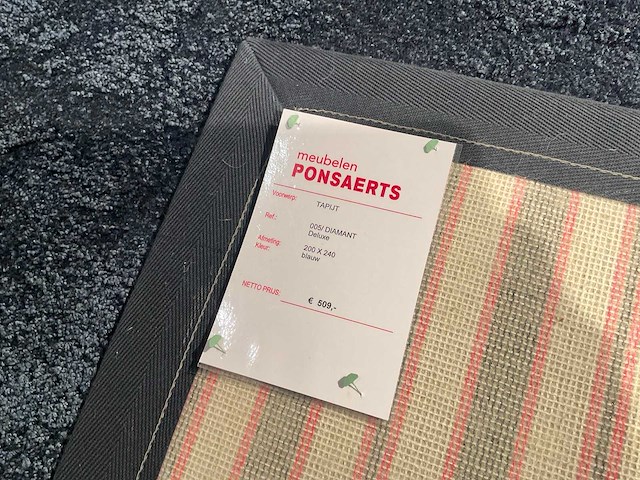 meubelen
PONSAERTS
Voorwerp: TAPIJT
Ref.: 005/ DIAMANT
Deluxe
Afmeting: 200 X 240
Kleur: blauw
NETTO PRIJS: € 509,-